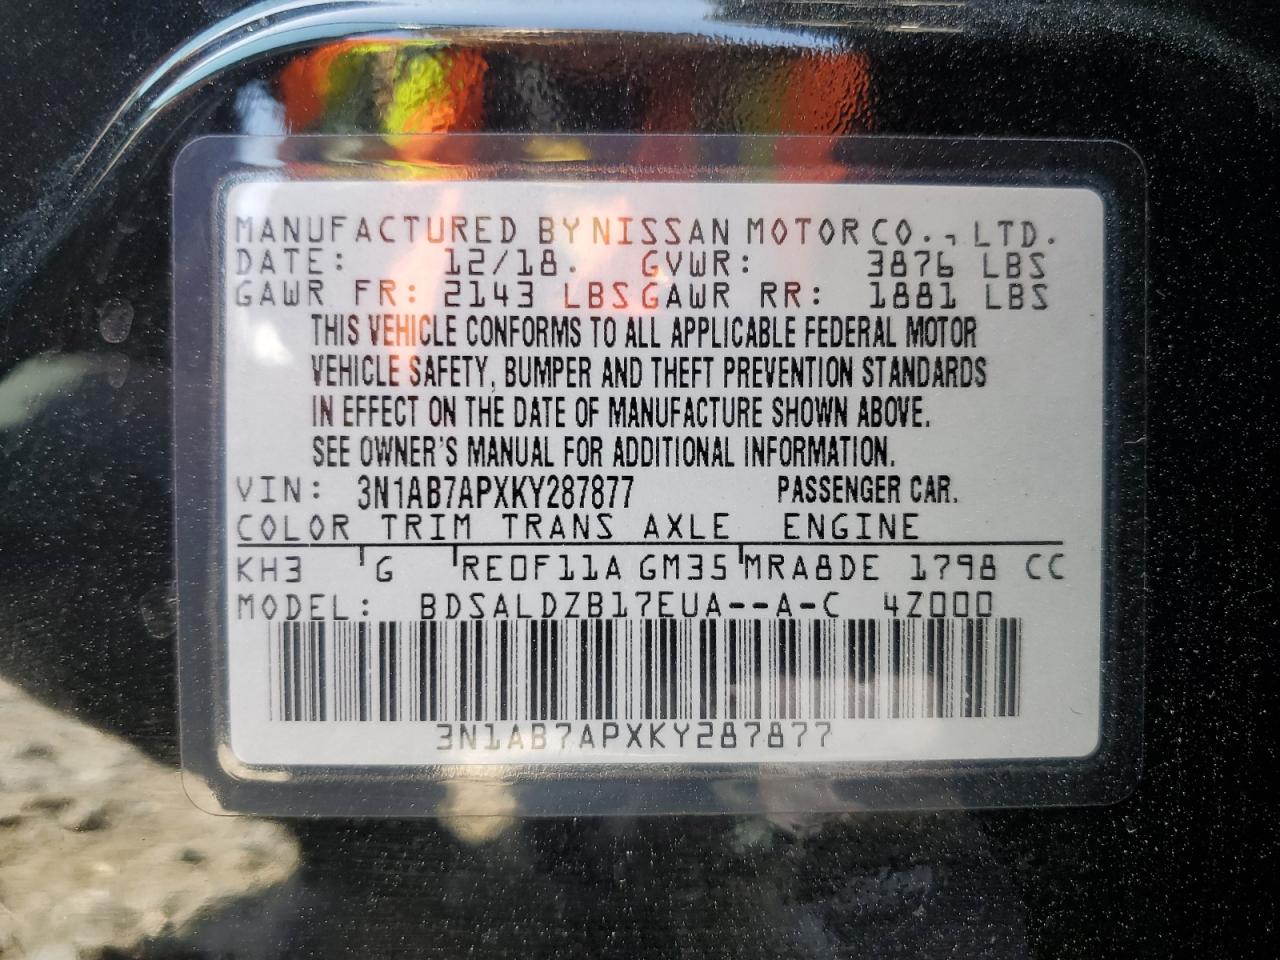 MANUFACTURED BY NISSAN MOTOR CO., LTD.
DATE: 12/18. GVWR: 3876 LBS
GAWR FR: 2143 LBS GAWR RR: 1881 LBS
THIS VEHICLE CONFORMS TO ALL APPLICABLE FEDERAL MOTOR
VEHICLE SAFETY, BUMPER AND THEFT PREVENTION STANDARDS
IN EFFECT ON THE DATE OF MANUFACTURE SHOWN ABOVE.
SEE OWNER'S MANUAL FOR ADDITIONAL INFORMATION.
VIN: 3N1AB7APXKY287877 PASSENGER CAR.
COLOR TRIM TRANS AXLE ENGINE
KH3 G RE0F11A GM35 MRA8DE 1798 CC
MODEL: BDSALDZB17EUA--A-C 4Z000
3N1AB7APXKY287877